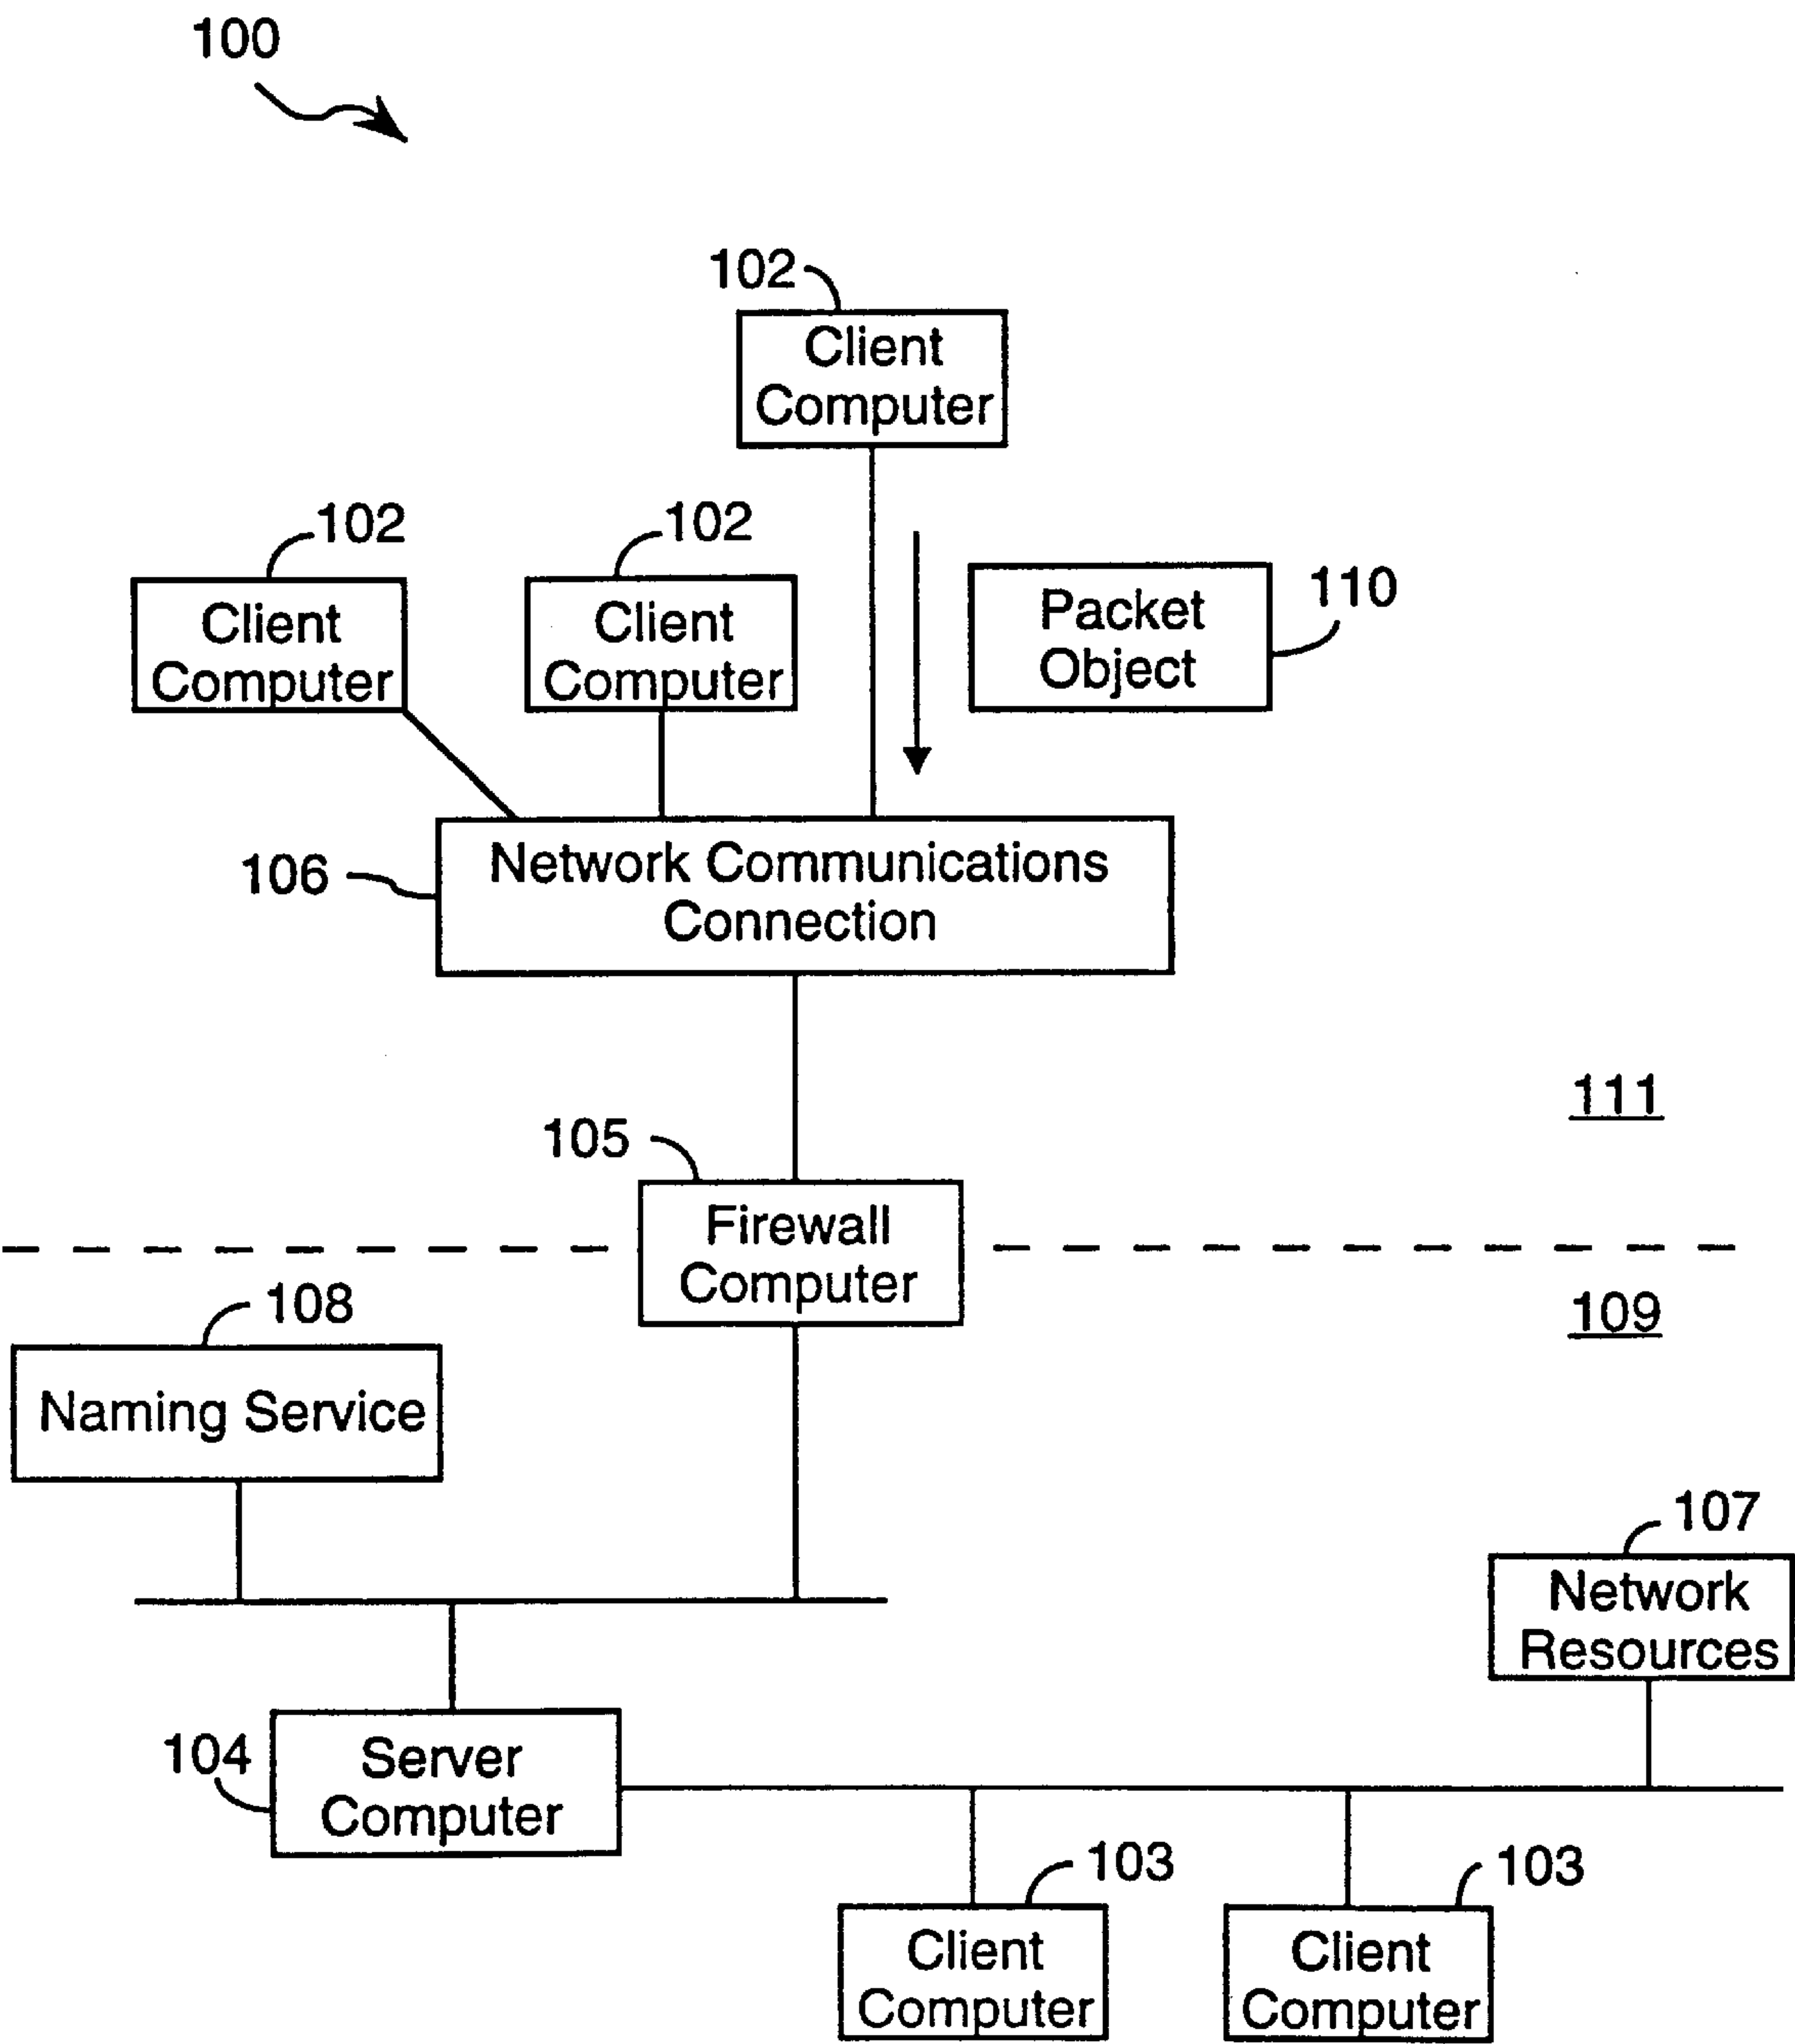 100
102
Client
Computer
102
Client
Computer
102
Client
Computer
Packet
Object
110
106
Network Communications
Connection
111
105
Firewall
Computer
109
108
Naming Service
107
Network
Resources
104
Server
Computer
103
Client
Computer
103
Client
Computer